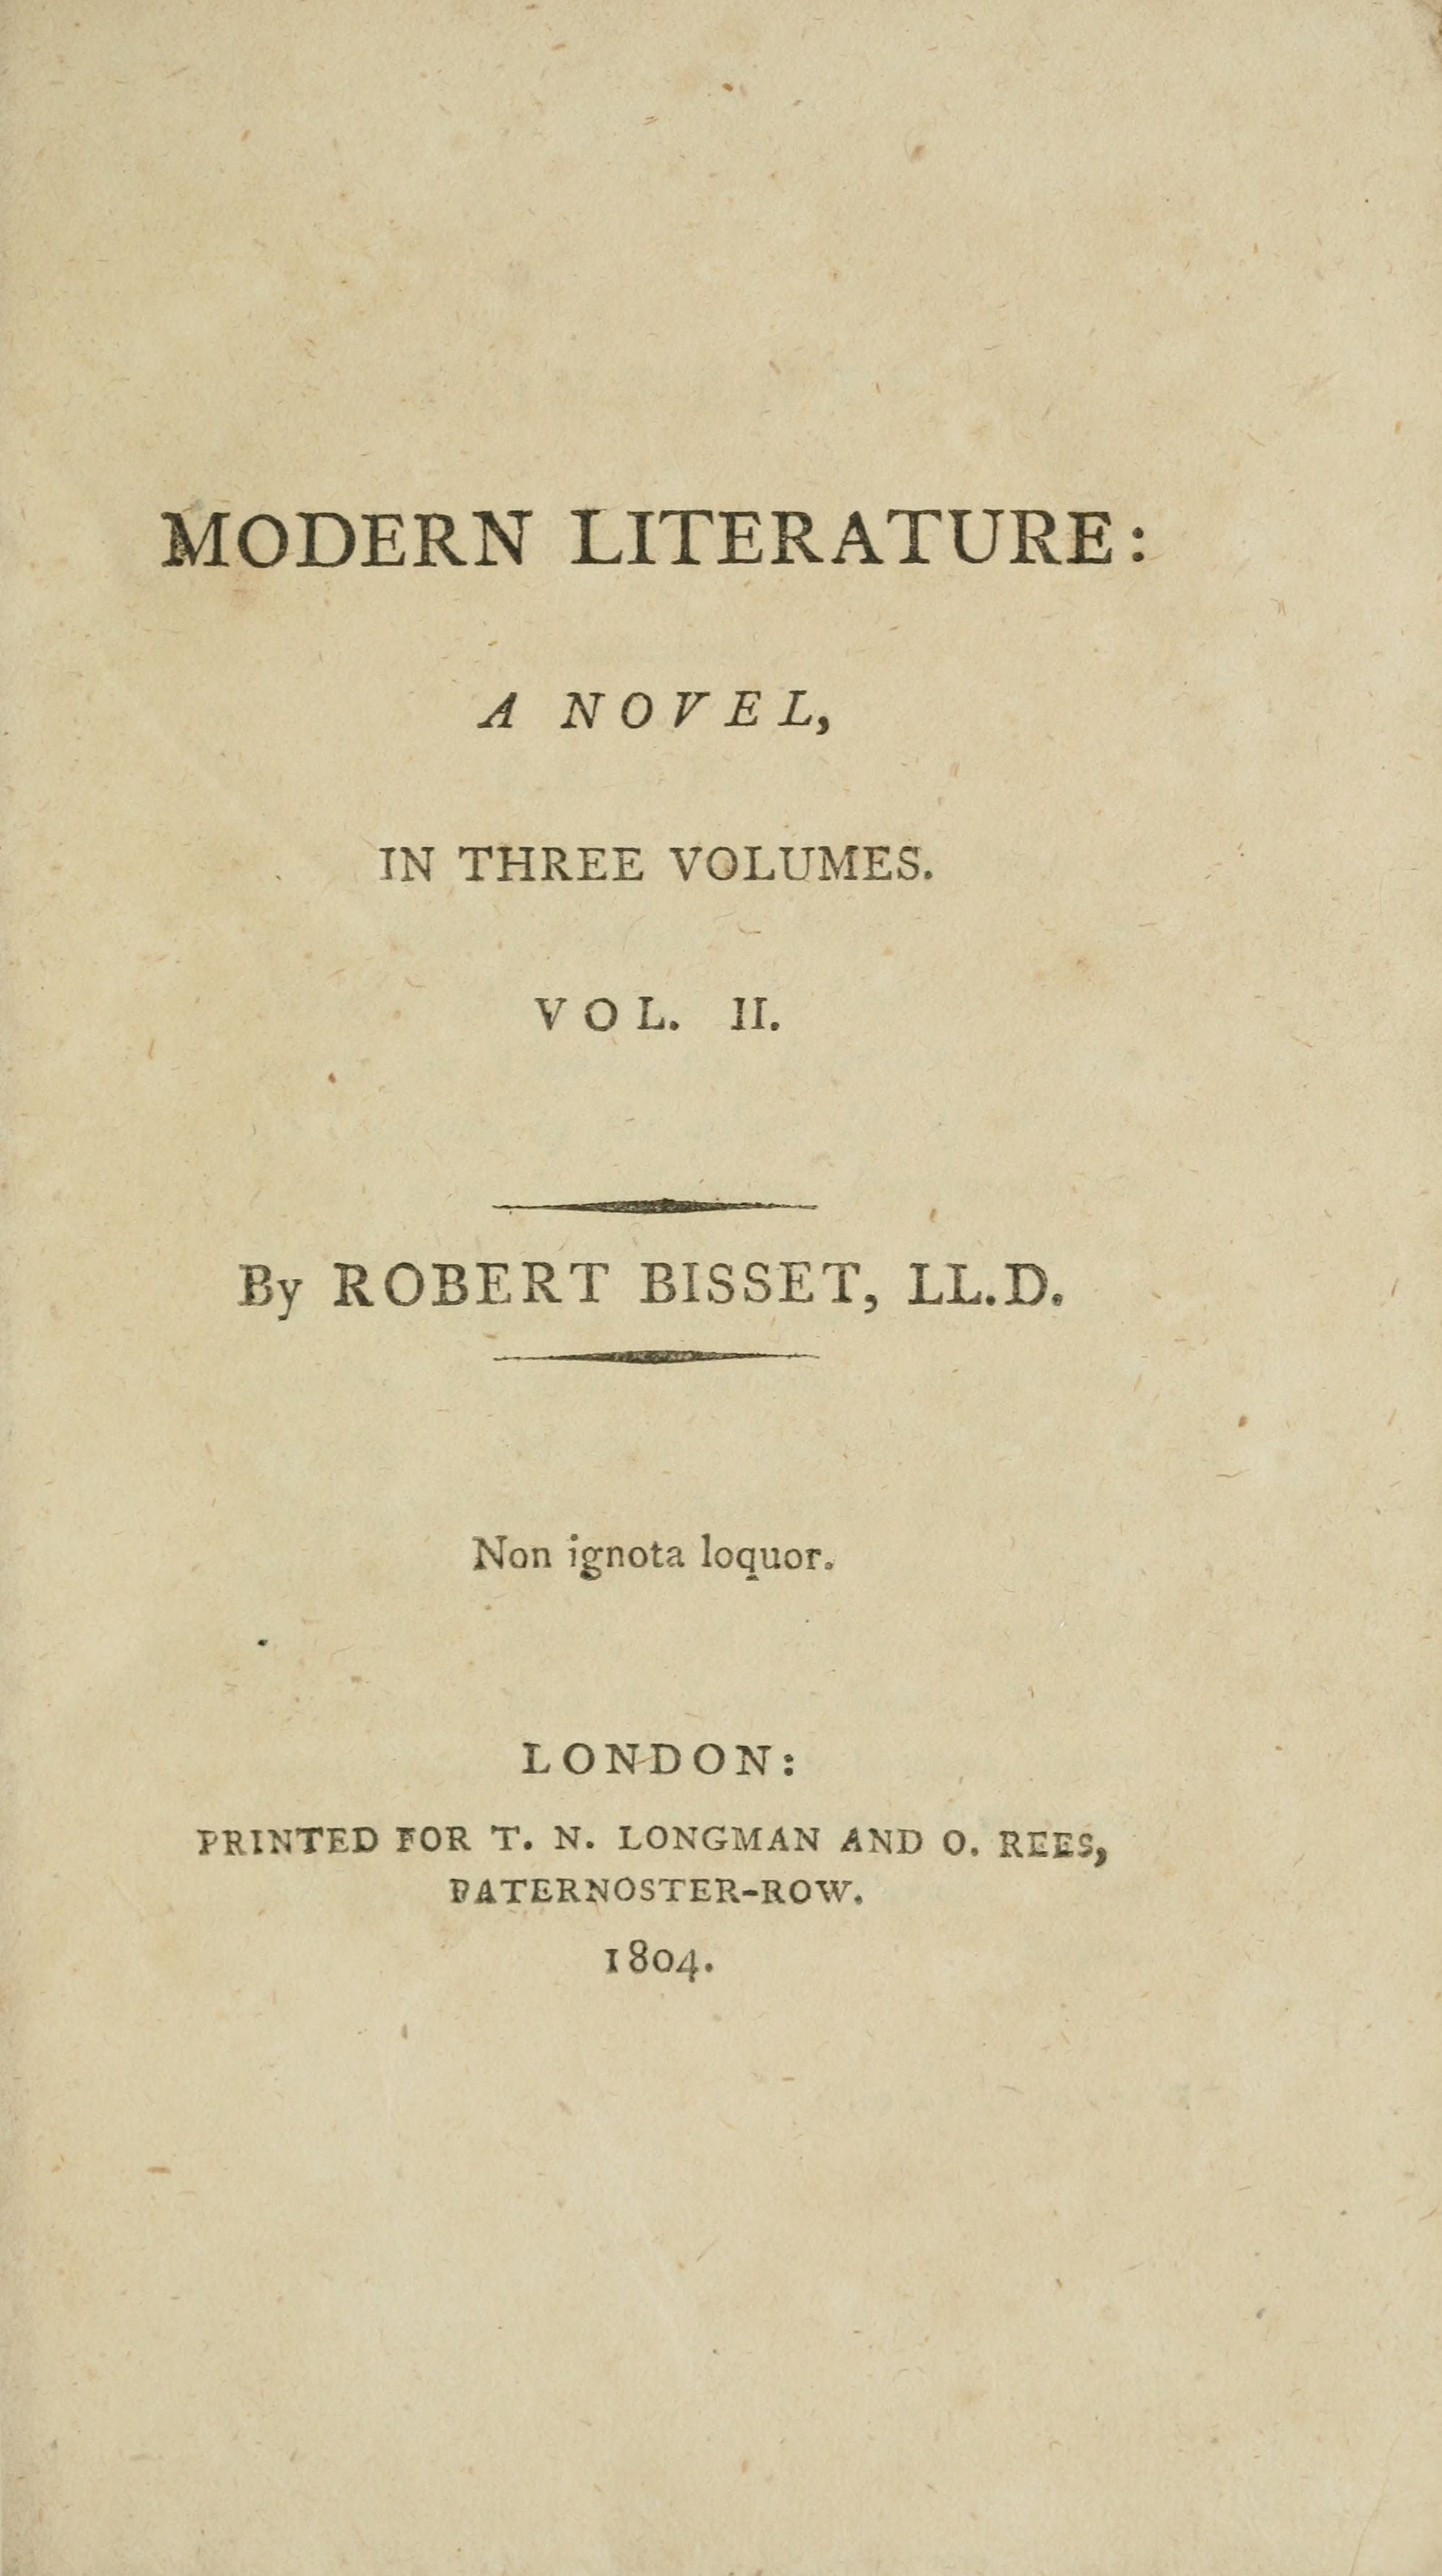 MODERN LITERATURE:
A NOVEL,
IN THREE VOLUMES.
VOL. II.
By ROBERT BISSET, LL.D.
Non ignota loquor.
LONDON:
PRINTED FOR T. N. LONGMAN AND O. REES,
PATERNOSTER-ROW.
1804.